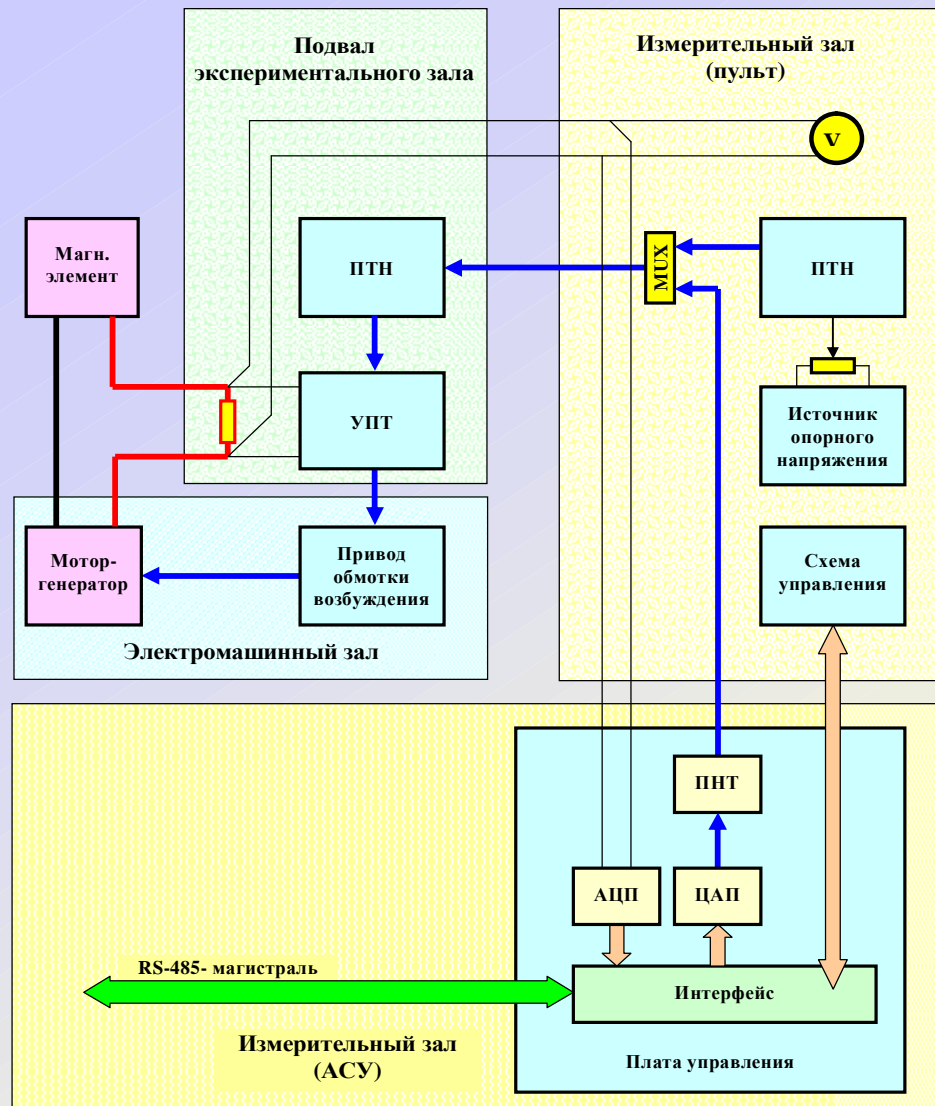 Подвал
экспериментального зала
Измерительный зал
(пульт)
V
Магн.
элемент
ПТН
MUX
ПТН
УПТ
Источник
опорного
напряжения
Мотор-
генератор
Привод
обмотки
возбуждения
Схема
управления
Электромашинный зал
ПНТ
АЦП
ЦАП
RS-485- магистраль
Интерфейс
Измерительный зал
(АСУ)
Плата управления